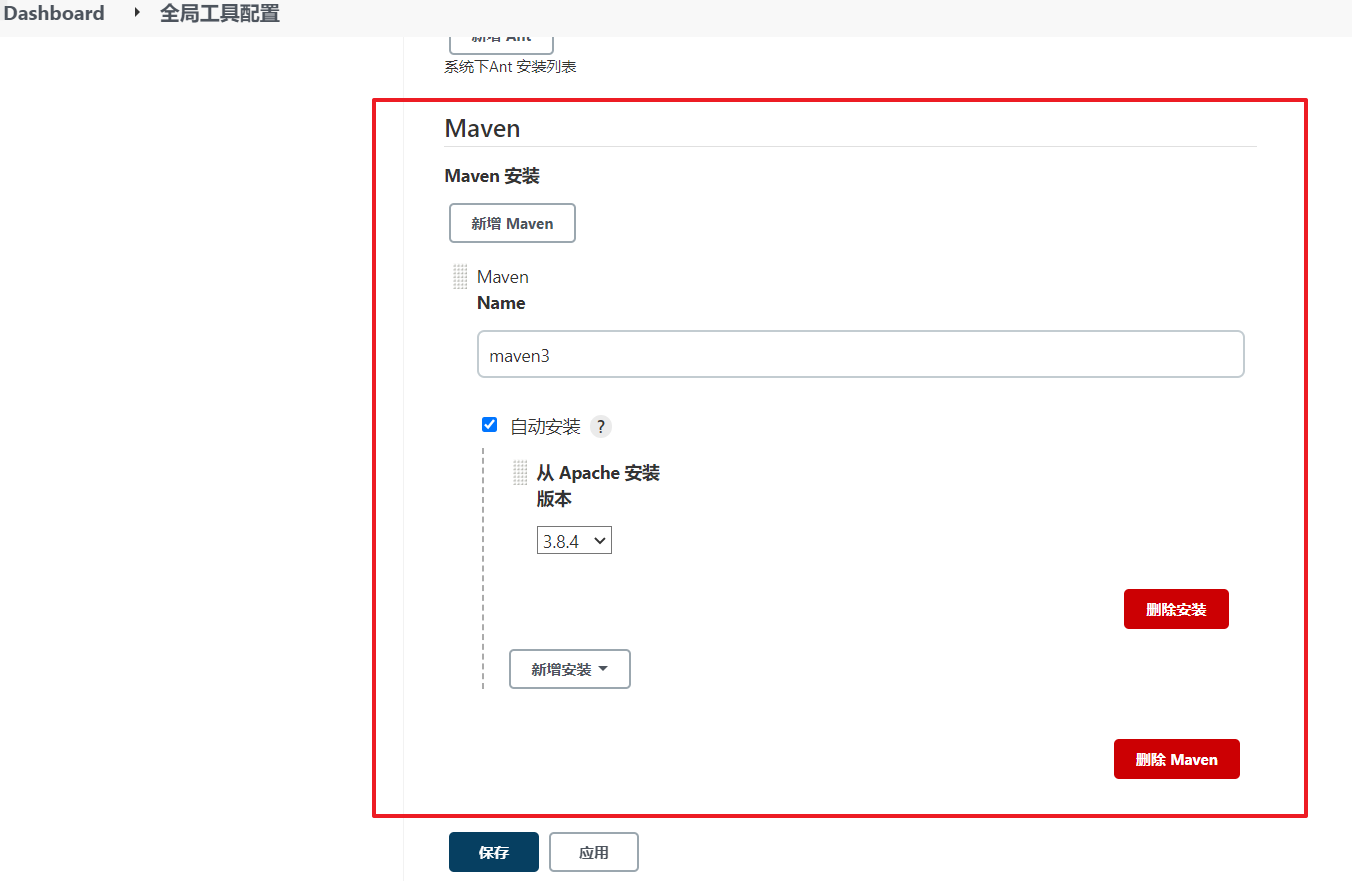 Dashboard 全局工具配置
新增 Ant
系统下Ant 安装列表
Maven
Maven 安装
新增 Maven
Maven
Name
maven3
自动安装 ?
从 Apache 安装
版本
3.8.4
删除安装
新增安装
删除 Maven
保存 应用